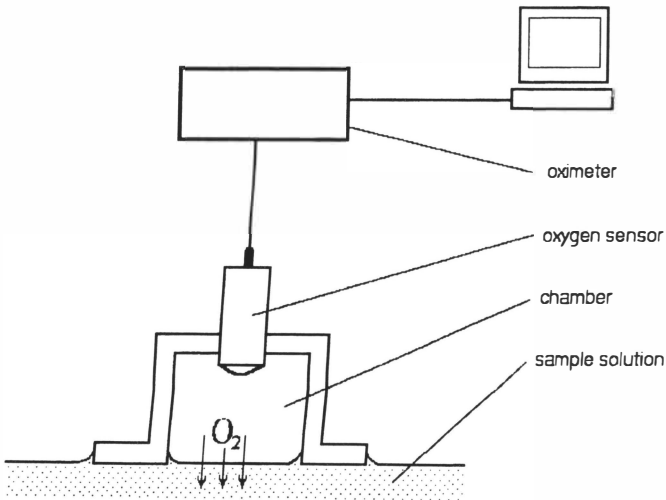 oximeter
oxygen sensor
chamber
sample solution
O2